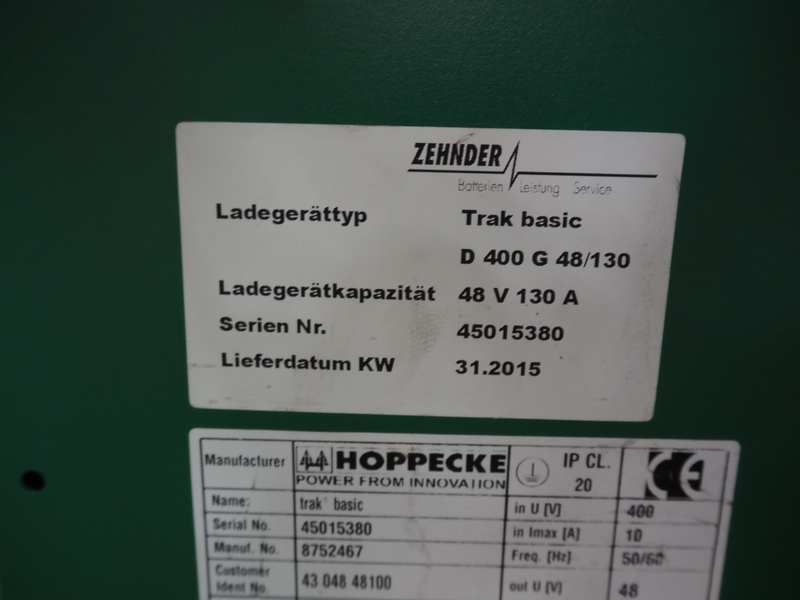 ZEHNDER
Batterien Leistung Service
Ladegerättyp Trak basic
D 400 G 48/130
Ladegerätkapazität 48 V 130 A
Serien Nr. 45015380
Lieferdatum KW 31.2015
Manufacturer HOPPECKE IP CL. CE
POWER FROM INNOVATION 20
Name: trak basic in U [V] 400
Serial No. 45015380 in Imax [A] 10
Manuf. No. 8752467 Freq. [Hz] 50/60
Customer
Ident No. 43 048 48100 out U [V] 48